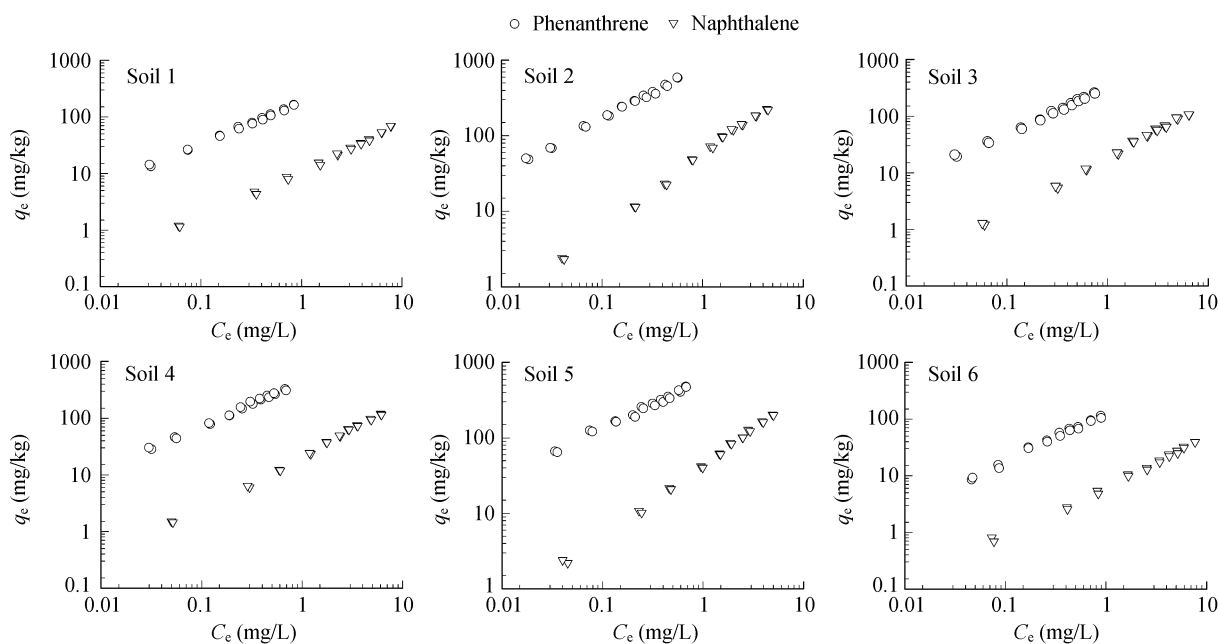 ○ Phenanthrene ▽ Naphthalene
Soil 1
1000
100
10
1
0.1
qe (mg/kg)
0.01 0.1 1 10
Ce (mg/L)
Soil 2
1000
100
10
1
qe (mg/kg)
0.01 0.1 1 10
Ce (mg/L)
Soil 3
1000
100
10
1
0.1
qe (mg/kg)
0.01 0.1 1 10
Ce (mg/L)
Soil 4
1000
100
10
1
0.1
qe (mg/kg)
0.01 0.1 1 10
Ce (mg/L)
Soil 5
1000
100
10
1
qe (mg/kg)
0.01 0.1 1 10
Ce (mg/L)
Soil 6
1000
100
10
1
0.1
qe (mg/kg)
0.01 0.1 1 10
Ce (mg/L)